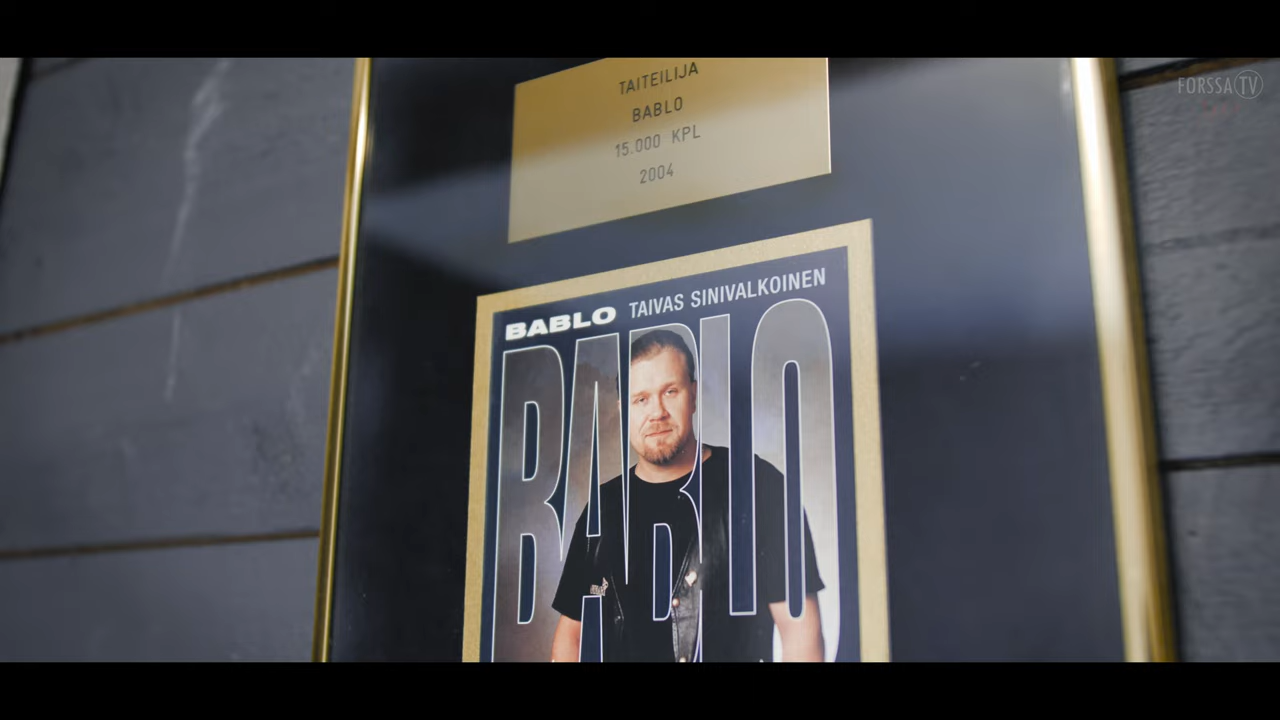 FORSSA TV
TAITEILIJA
BABLO
15.000 KPL
2004
BABLO TAIVAS SINIVALKOINEN
BABLO